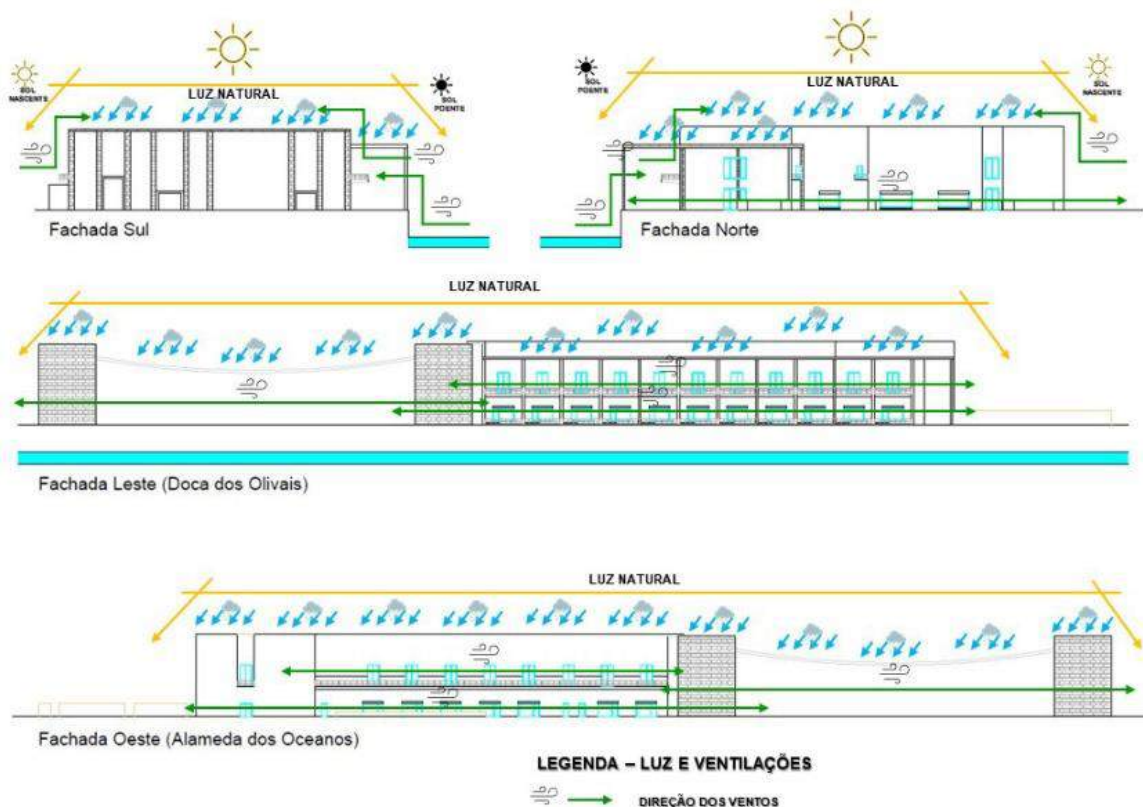 SOL
NASCENTE
LUZ NATURAL
SOL
POENTE
Fachada Sul
SOL
POENTE
LUZ NATURAL
SOL
NASCENTE
Fachada Norte
LUZ NATURAL
Fachada Leste (Doca dos Olivais)
LUZ NATURAL
Fachada Oeste (Alameda dos Oceanos)
LEGENDA – LUZ E VENTILAÇÕES
DIREÇÃO DOS VENTOS